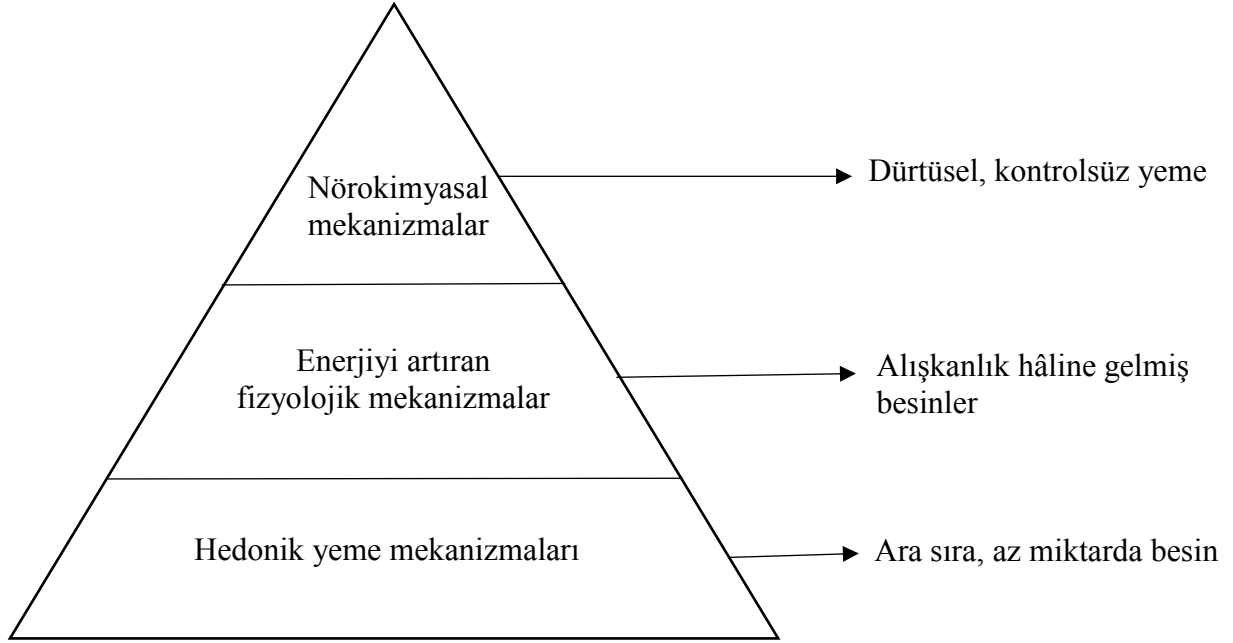 Nörokimyasal
mekanizmalar
Dürtüsel, kontrolsüz yeme
Enerjiyi artıran
fizyolojik mekanizmalar
Alışkanlık hâline gelmiş
besinler
Hedonik yeme mekanizmaları
Ara sıra, az miktarda besin